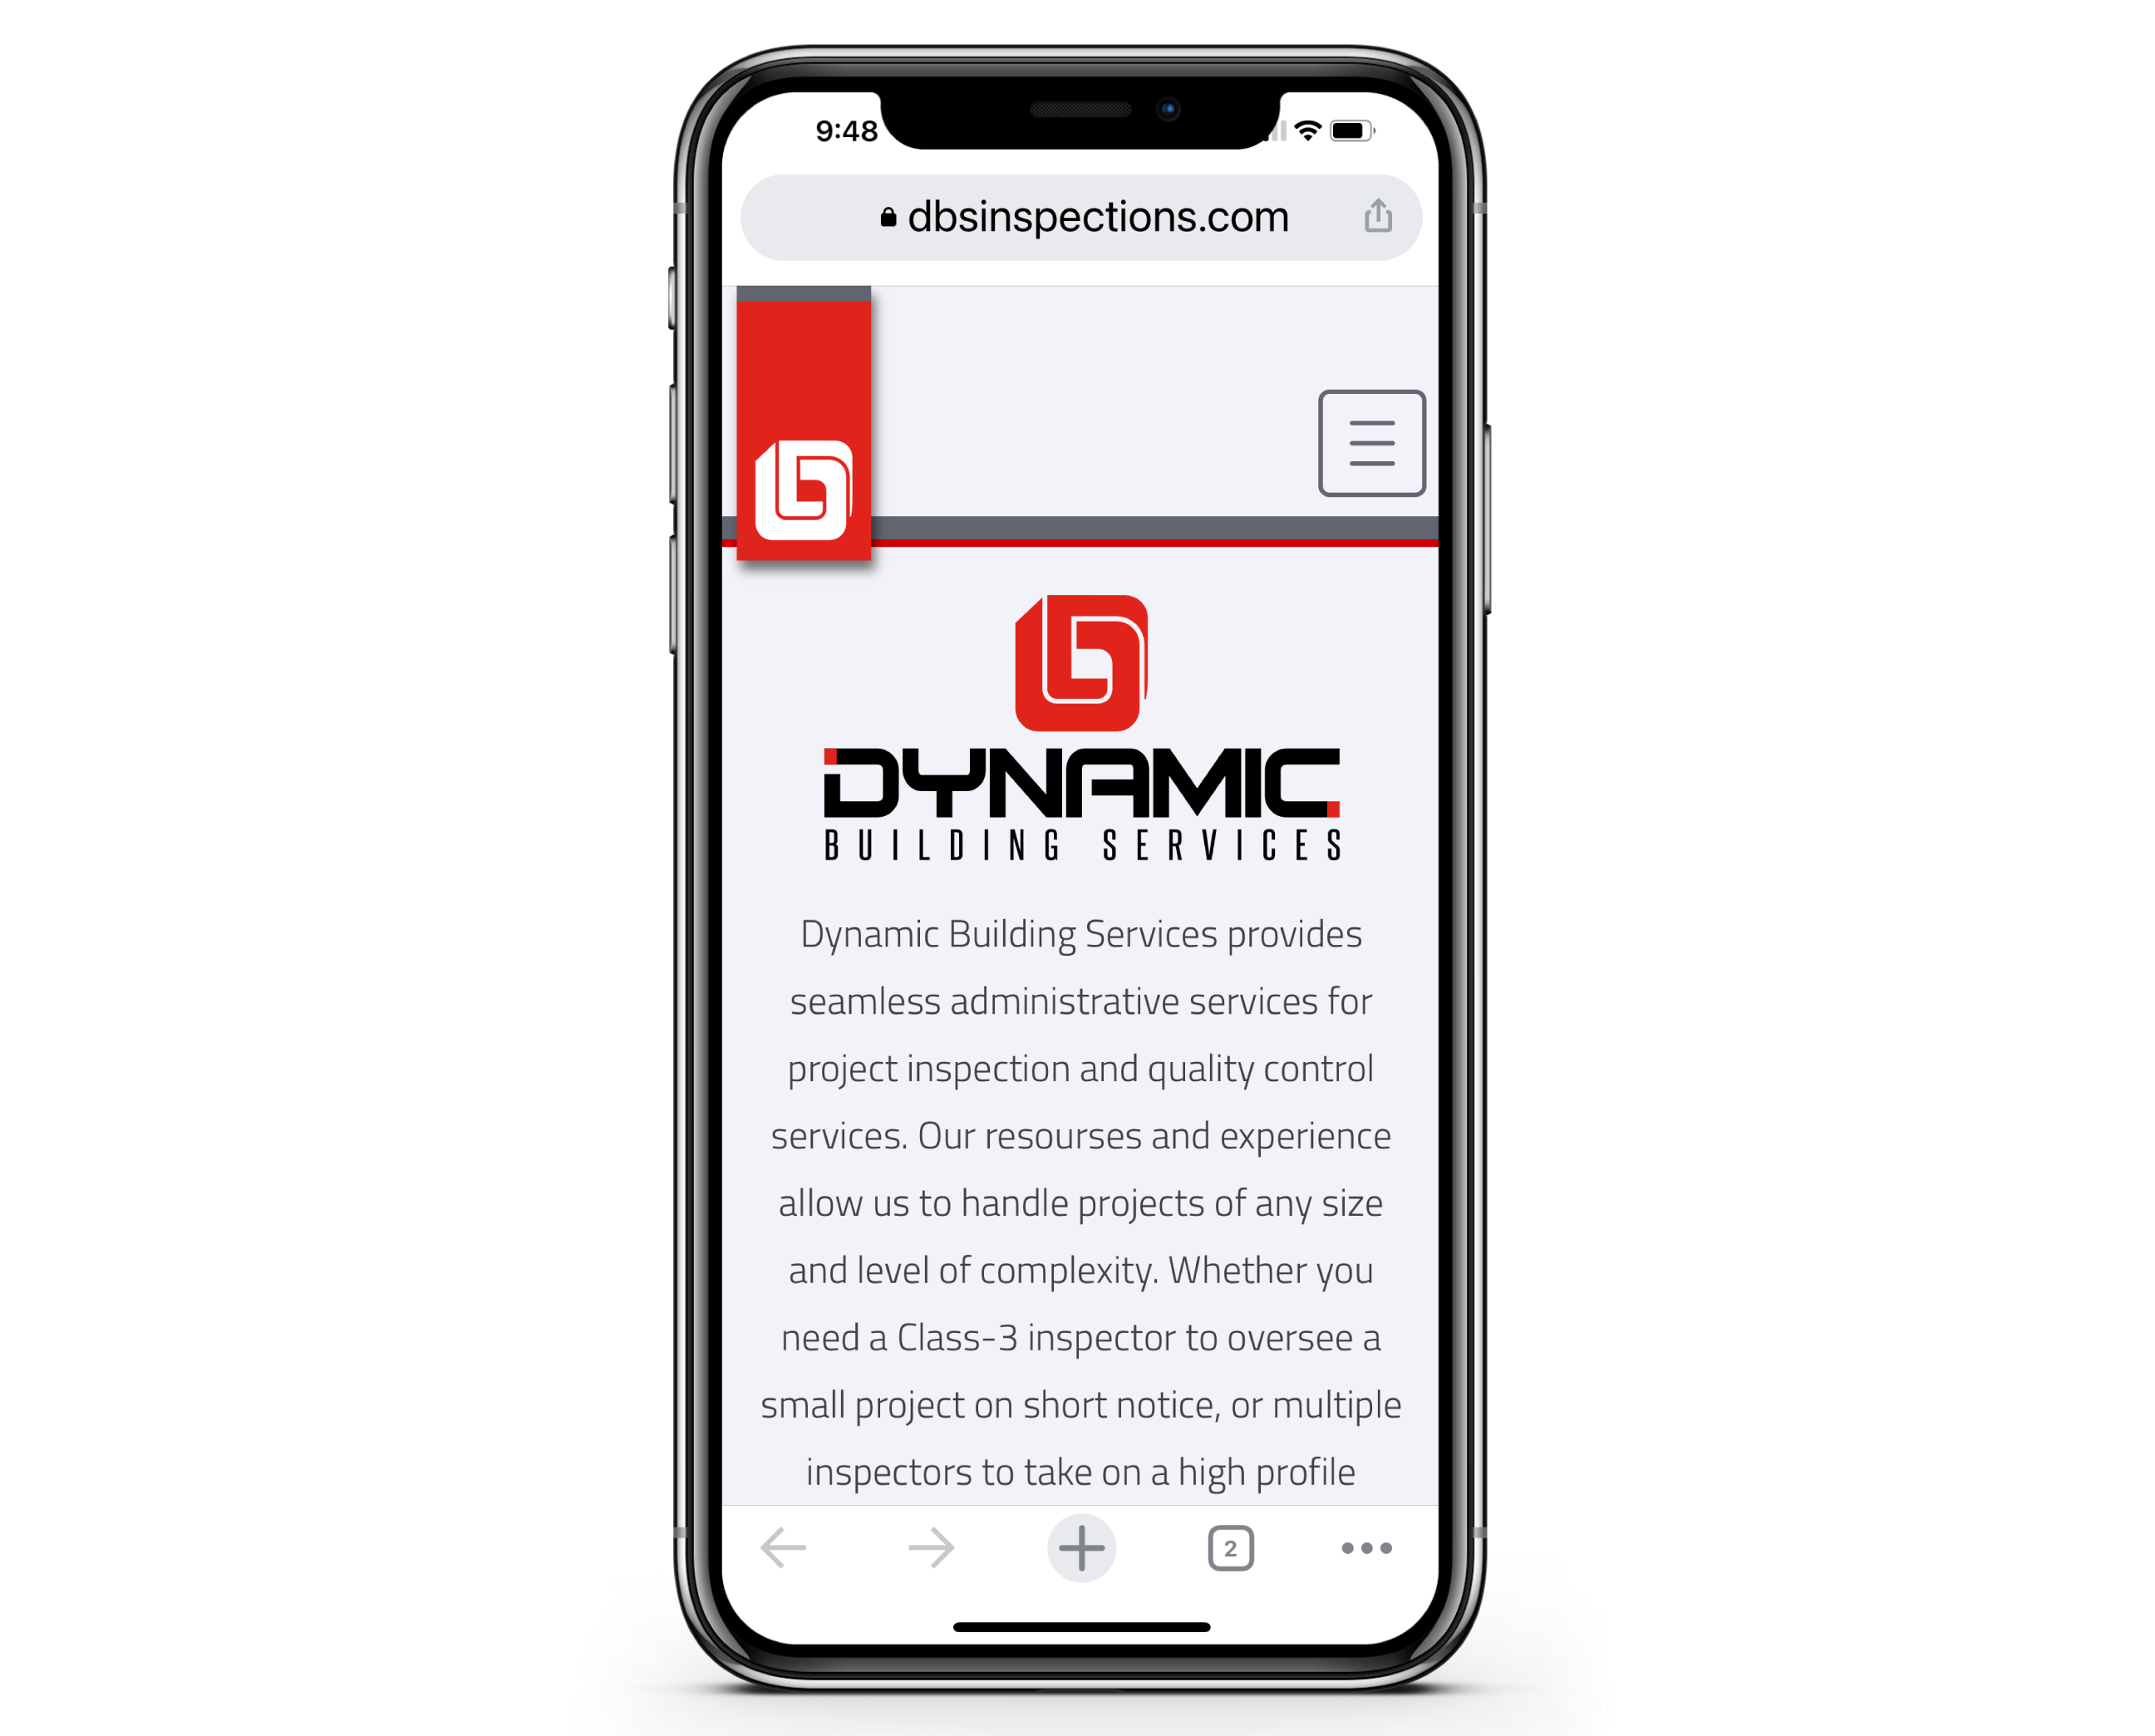 9:48
dbsinspections.com
DYNAMIC
BUILDING SERVICES
Dynamic Building Services provides
seamless administrative services for
project inspection and quality control
services. Our resourses and experience
allow us to handle projects of any size
and level of complexity. Whether you
need a Class-3 inspector to oversee a
small project on short notice, or multiple
inspectors to take on a high profile
2